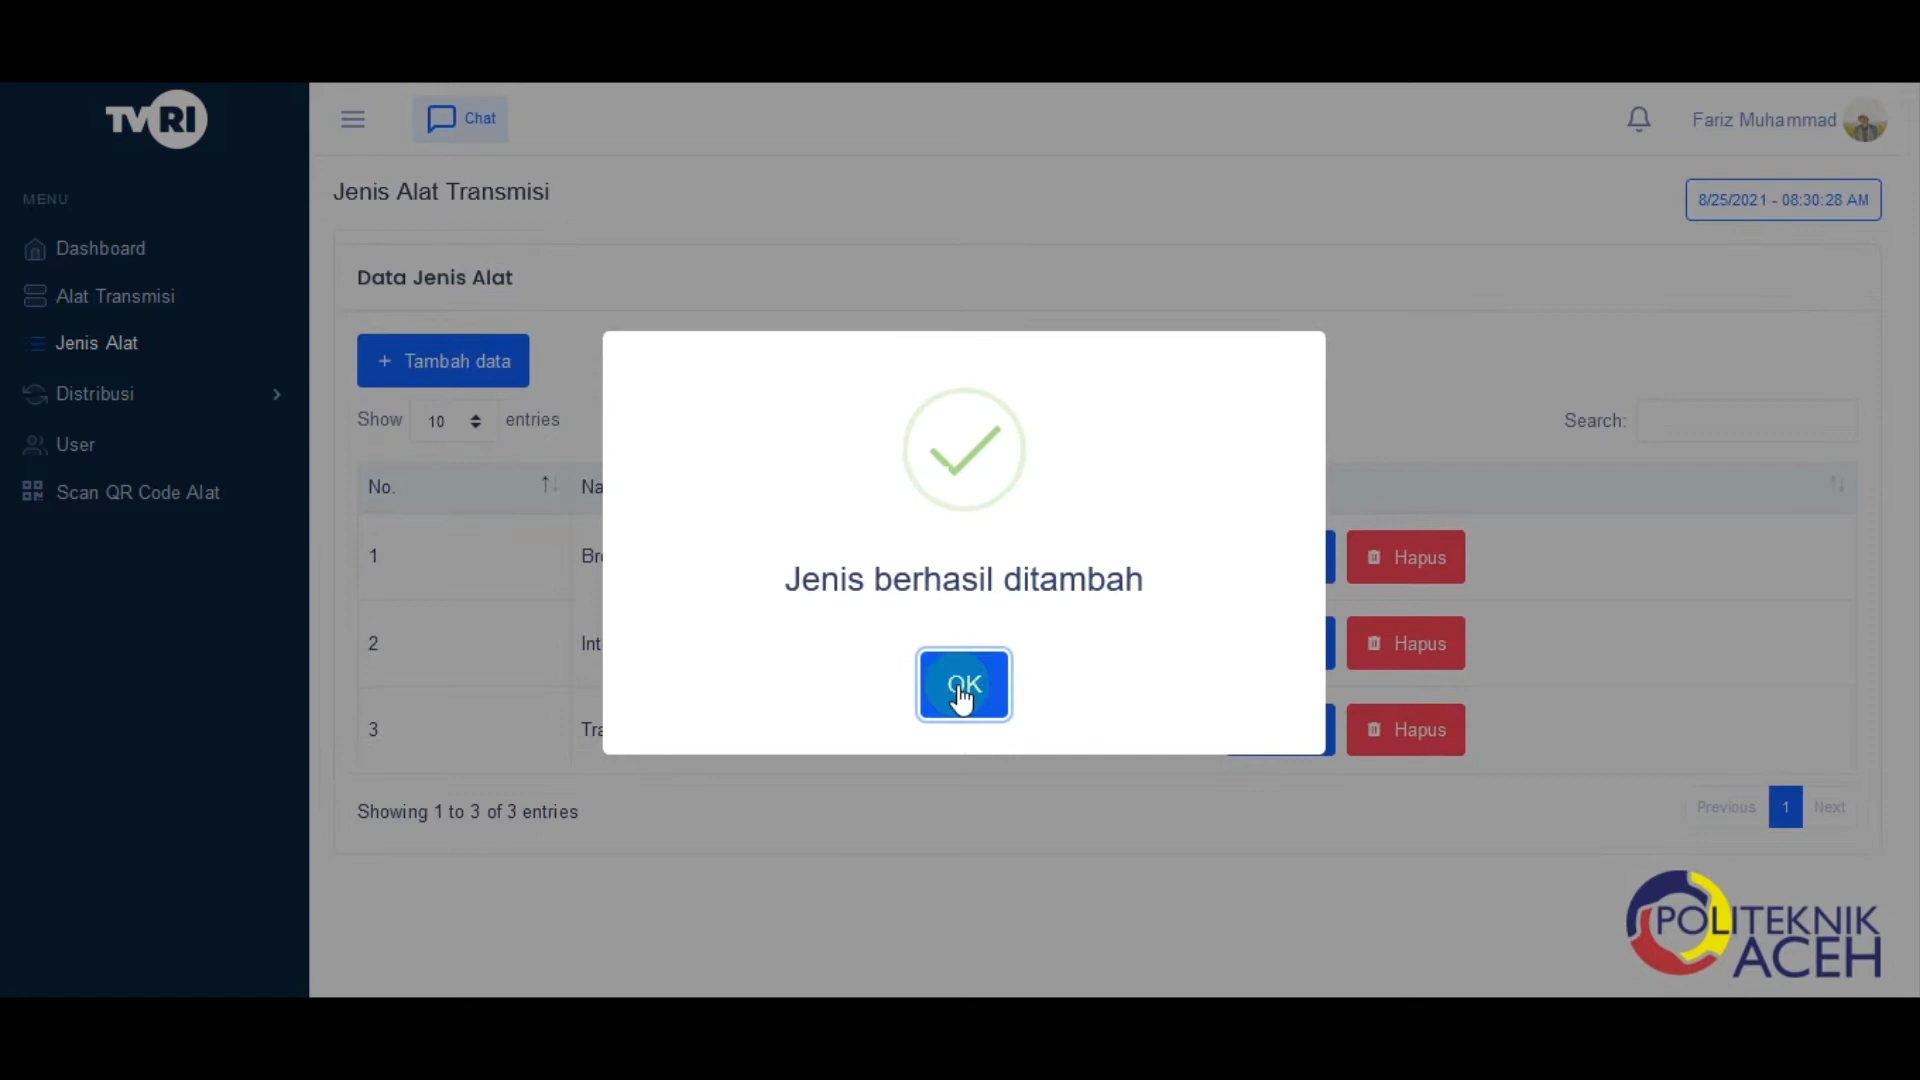 TVRI
Chat
Fariz Muhammad
MENU
Dashboard
Alat Transmisi
Jenis Alat
Distribusi
User
Scan QR Code Alat
Jenis Alat Transmisi
8/25/2021 - 08:30:28 AM
Data Jenis Alat
+ Tambah data
Show 10 entries
Search:
No.
1
Hapus
2
Hapus
3
Hapus
Jenis berhasil ditambah
OK
Showing 1 to 3 of 3 entries
Previous 1 Next
POLITEKNIK
ACEH